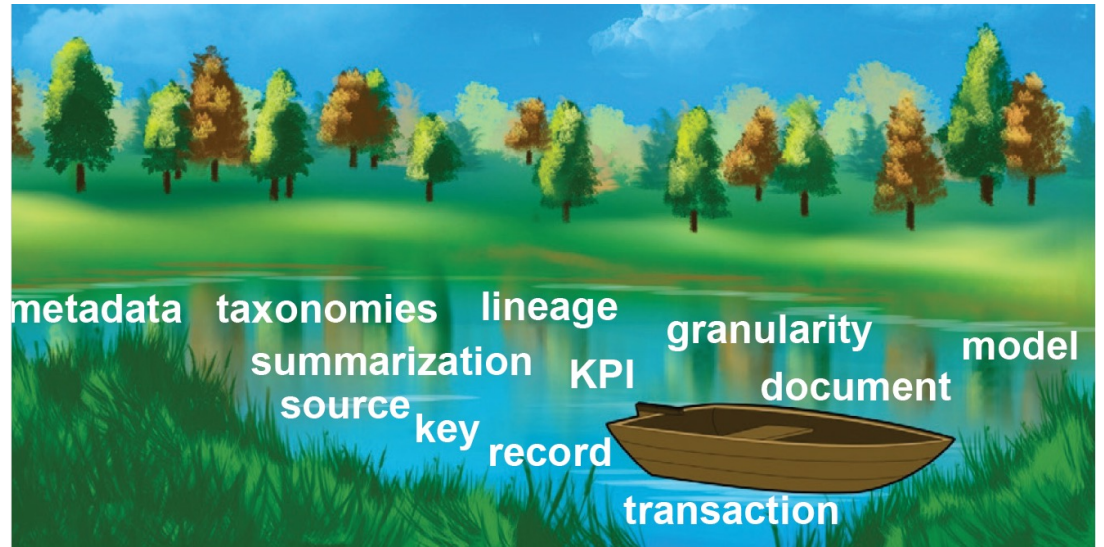 metadata
taxonomies
lineage
granularity
model
summarization
KPI
document
source
key
record
transaction